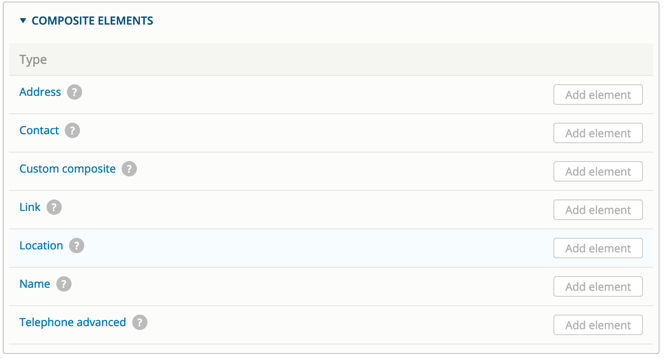 COMPOSITE ELEMENTS
Type
Address ? Add element
Contact ? Add element
Custom composite ? Add element
Link ? Add element
Location ? Add element
Name ? Add element
Telephone advanced ? Add element